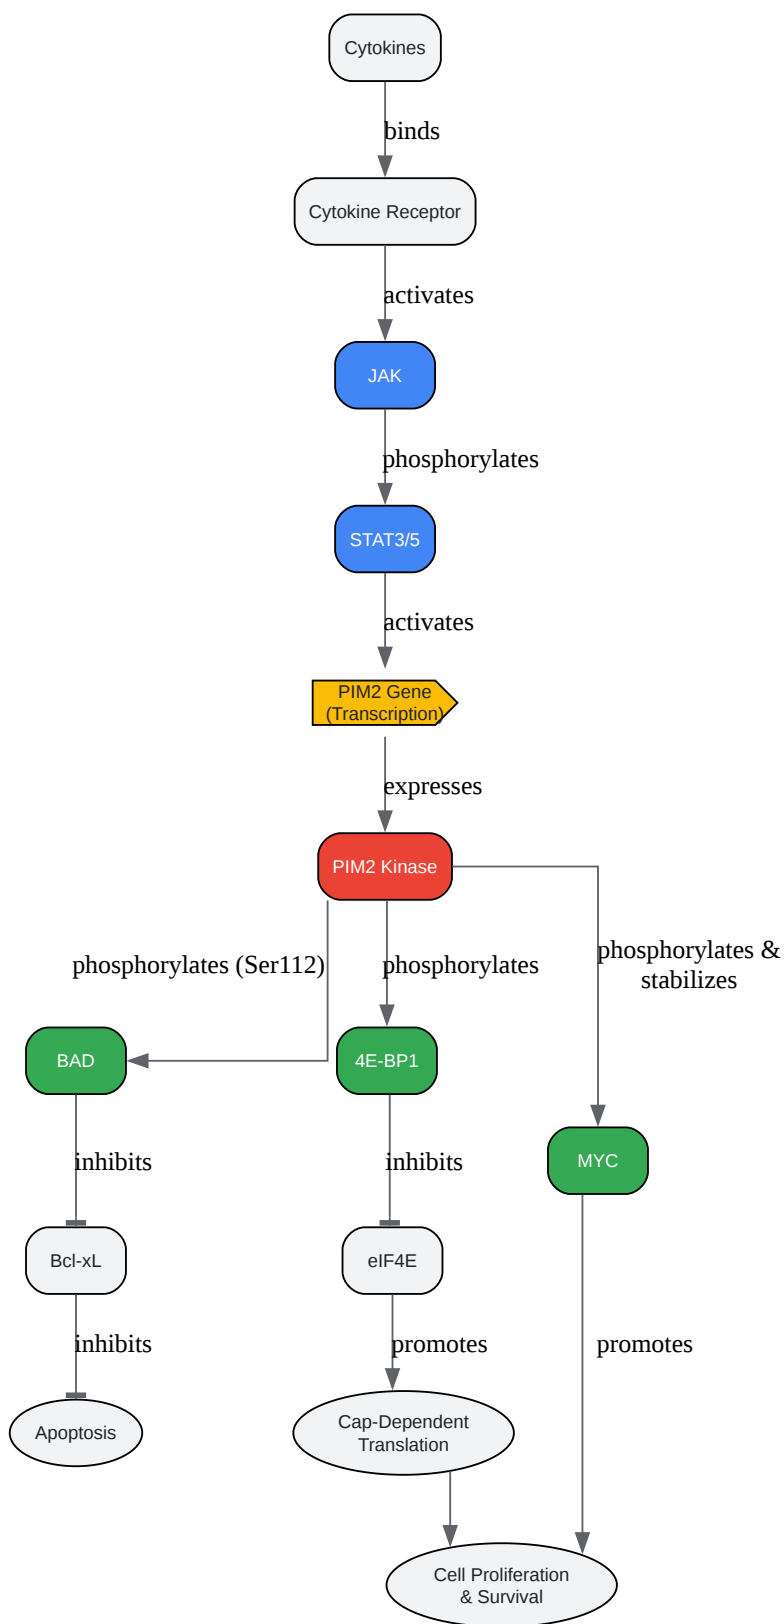 Cytokines
binds
Cytokine Receptor
activates
JAK
phosphorylates
STAT3/5
activates
PIM2 Gene
(Transcription)
expresses
PIM2 Kinase
phosphorylates (Ser112)
phosphorylates
phosphorylates &
stabilizes
BAD
4E-BP1
MYC
inhibits
inhibits
Bcl-xL
eIF4E
inhibits
promotes
promotes
Apoptosis
Cap-Dependent
Translation
Cell Proliferation
& Survival